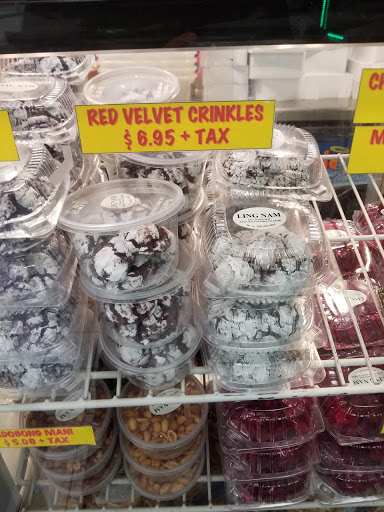 RED VELVET CRINKLES
$ 6.95 + TAX
LING NAM
ADOBONG MANI
$ 5.00 + TAX